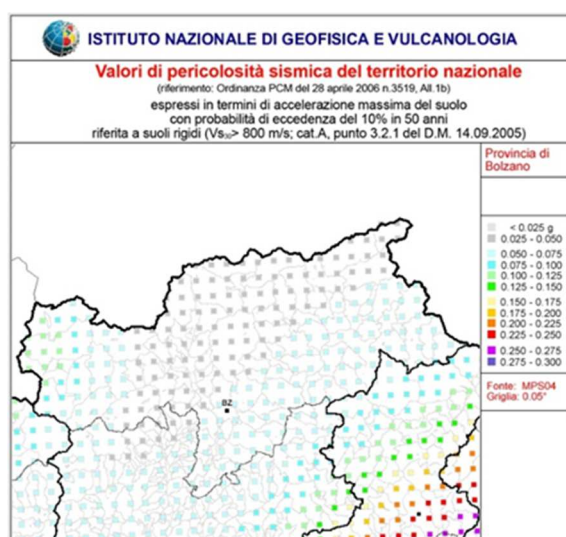 ISTITUTO NAZIONALE DI GEOFISICA E VULCANOLOGIA
Valori di pericolosità sismica del territorio nazionale
(riferimento: Ordinanza PCM del 28 aprile 2006 n.3519, All.1b)
espressi in termini di accelerazione massima del suolo
con probabilità di eccedenza del 10% in 50 anni
riferita a suoli rigidi (Vs₃₀> 800 m/s; cat.A, punto 3.2.1 del D.M. 14.09.2005)
Provincia di
Bolzano
< 0.025 g
0.025 - 0.050
0.050 - 0.075
0.075 - 0.100
0.100 - 0.125
0.125 - 0.150
0.150 - 0.175
0.175 - 0.200
0.200 - 0.225
0.225 - 0.250
0.250 - 0.275
0.275 - 0.300
Fonte: MPS04
Griglia: 0.05°
BZ